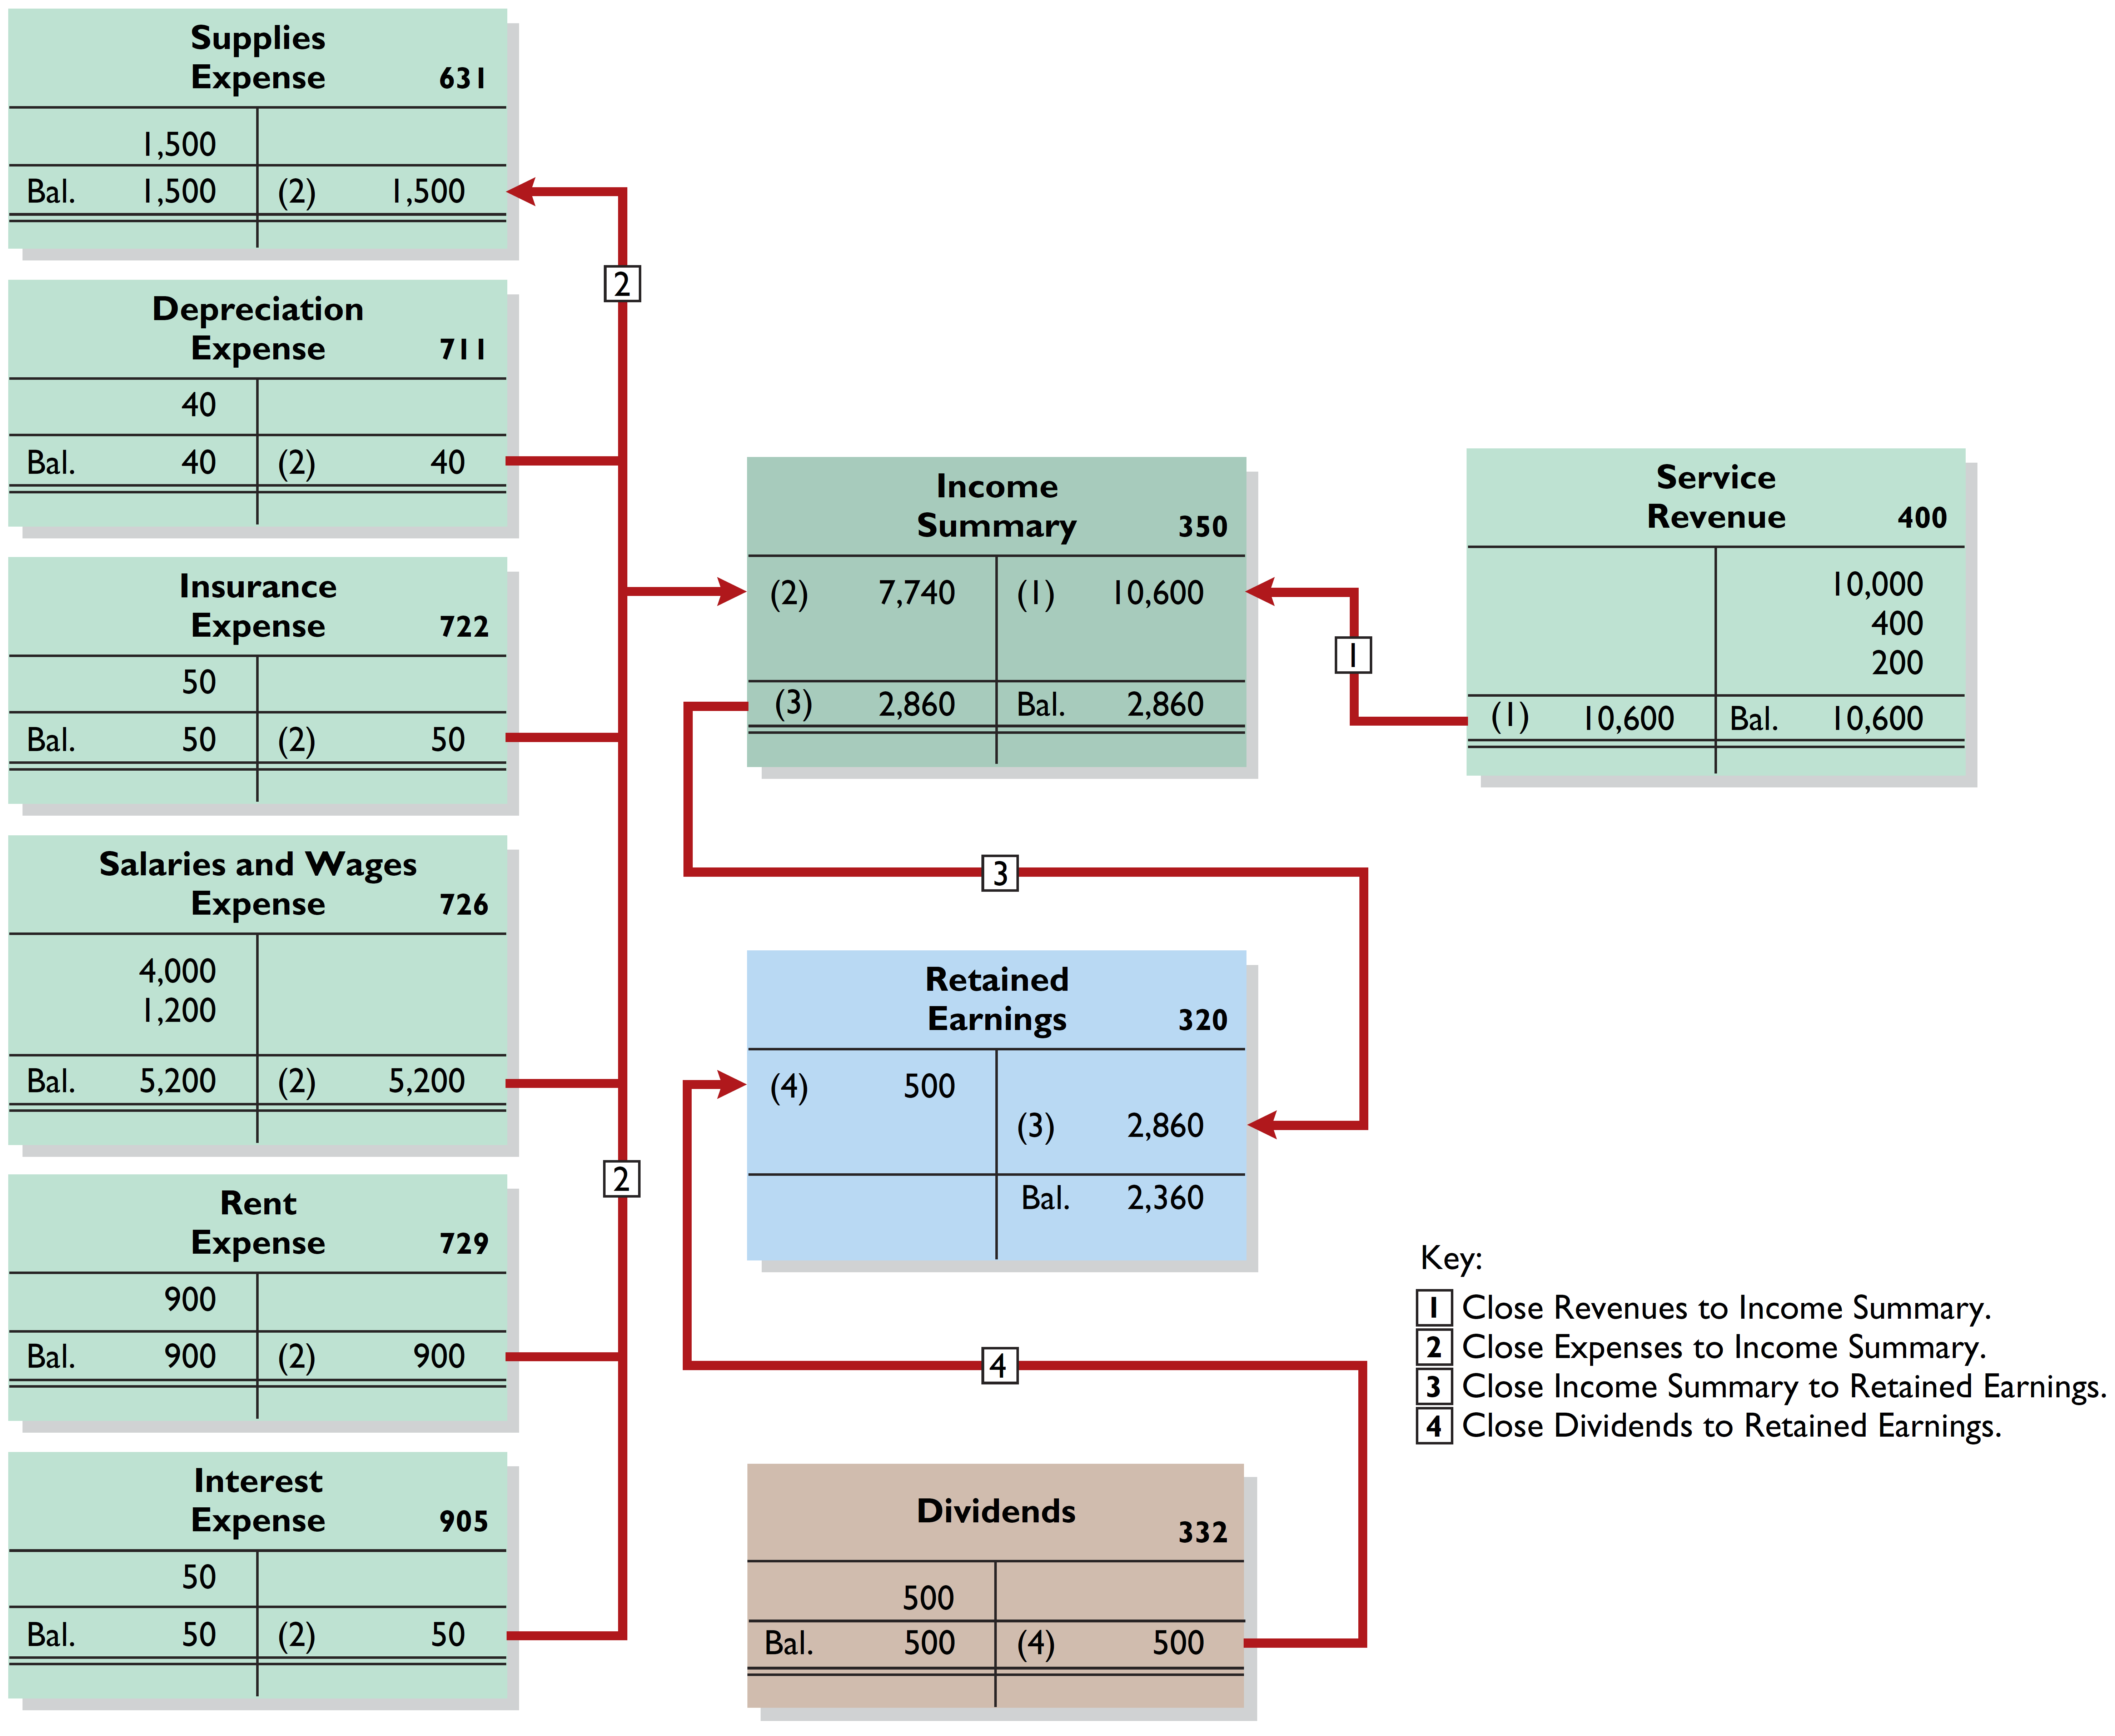 Supplies
Expense 631
1,500
Bal. 1,500 (2) 1,500
2
Depreciation
Expense 711
40
Bal. 40 (2) 40
Insurance
Expense 722
50
Bal. 50 (2) 50
Salaries and Wages
Expense 726
4,000
1,200
Bal. 5,200 (2) 5,200
2
Rent
Expense 729
900
Bal. 900 (2) 900
Interest
Expense 905
50
Bal. 50 (2) 50
Income
Summary 350
(2) 7,740 (1) 10,600
(3) 2,860 Bal. 2,860
1
Service
Revenue 400
10,000
400
200
(1) 10,600 Bal. 10,600
3
Retained
Earnings 320
(4) 500
(3) 2,860
Bal. 2,360
4
Dividends
332
500
Bal. 500 (4) 500
Key:
1 Close Revenues to Income Summary.
2 Close Expenses to Income Summary.
3 Close Income Summary to Retained Earnings.
4 Close Dividends to Retained Earnings.